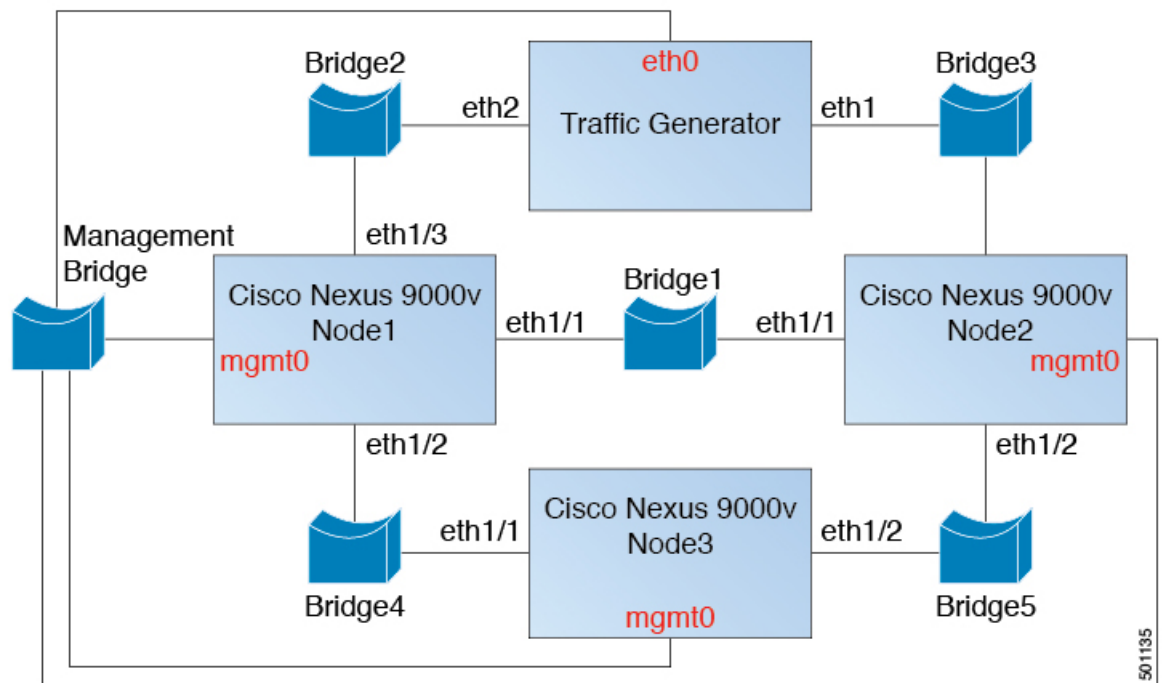 eth0
Traffic Generator
Bridge2
Bridge3
eth2
eth1
eth1/3
Management
Bridge
Cisco Nexus 9000v
Node1
mgmt0
eth1/1
Bridge1
eth1/1
Cisco Nexus 9000v
Node2
mgmt0
eth1/2
eth1/2
Cisco Nexus 9000v
Node3
mgmt0
eth1/1
eth1/2
Bridge4
Bridge5
501135